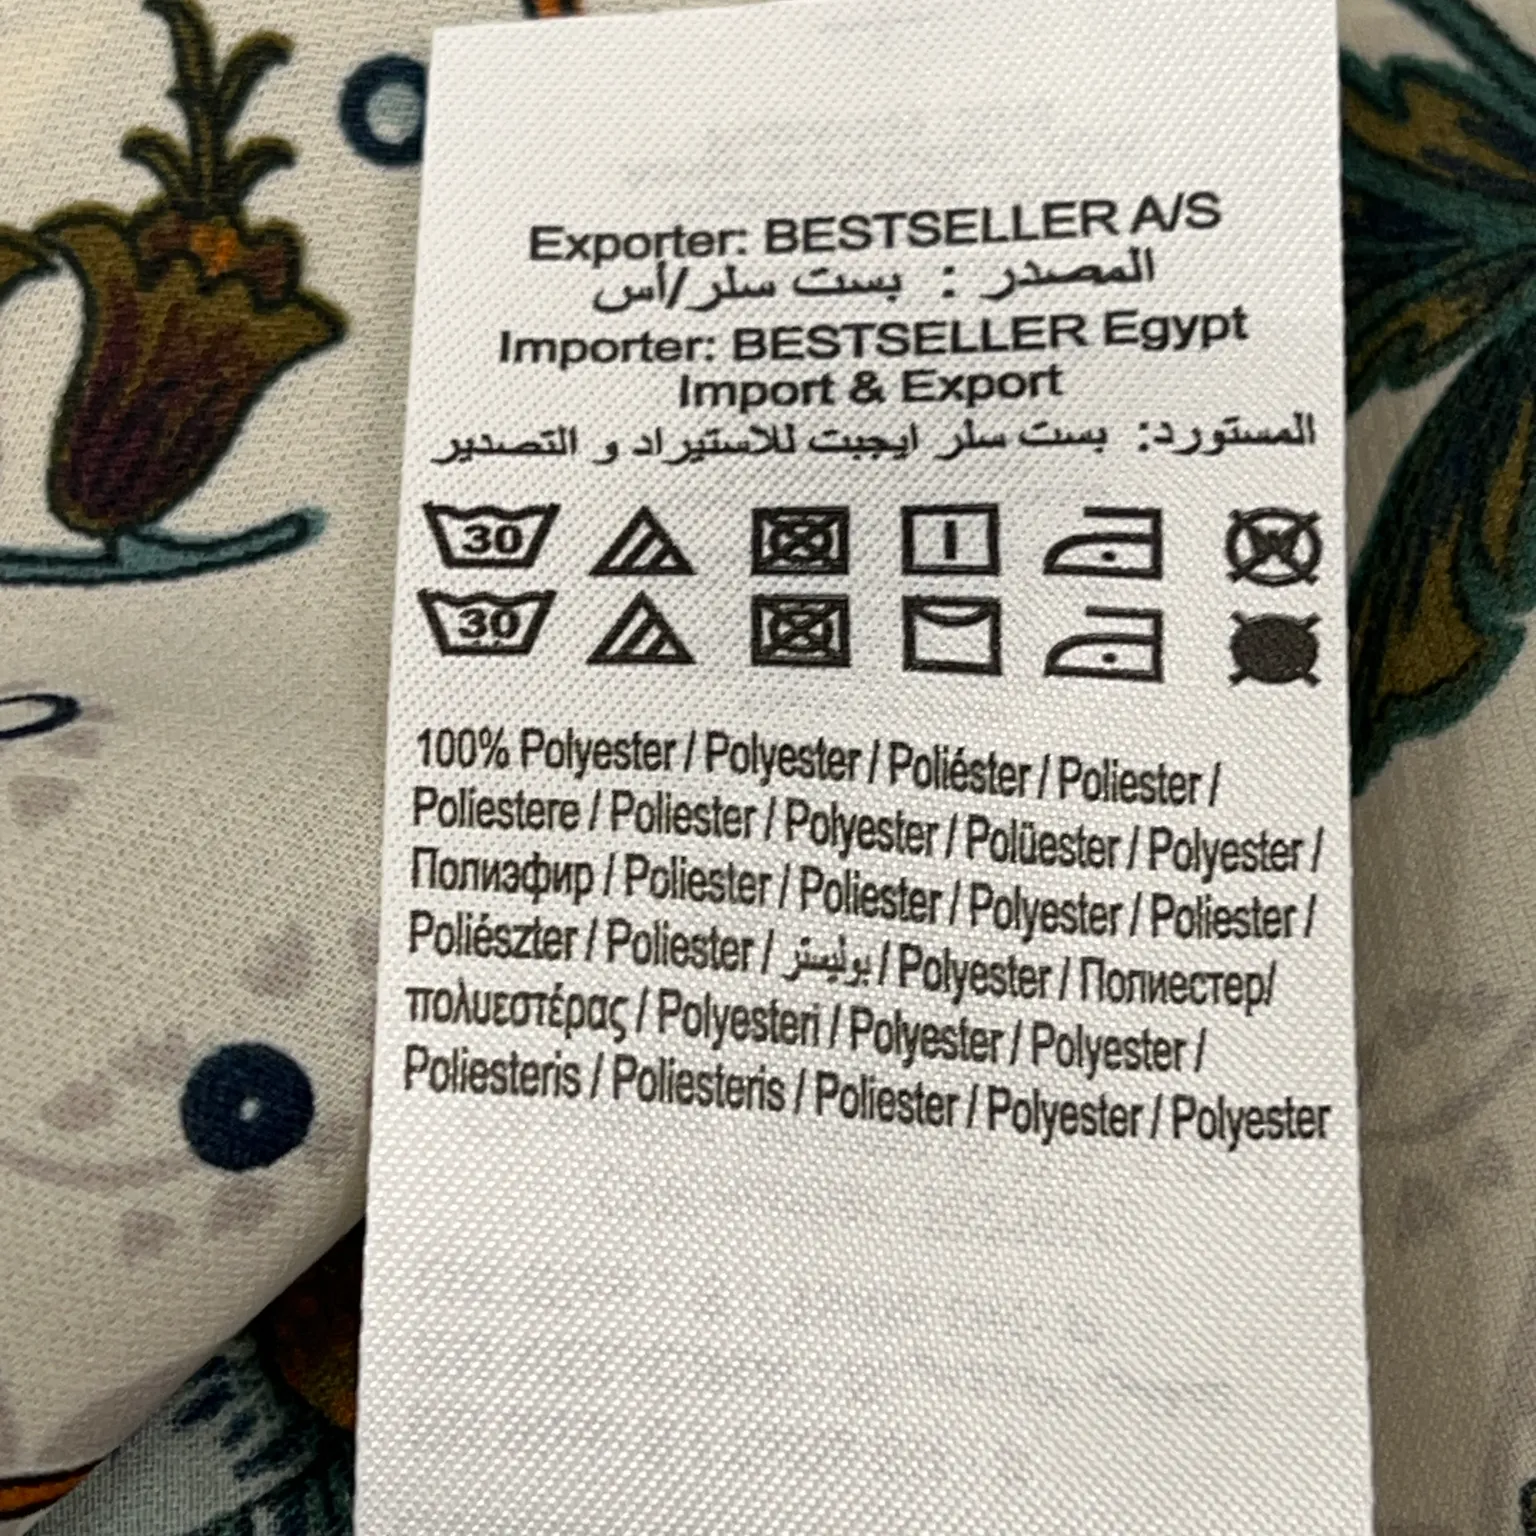 Exporter: BESTSELLER A/S
المصدر : بست سلر/أس
Importer: BESTSELLER Egypt
Import & Export
المستورد: بست سلر ايجبت للاستيراد و التصدير
30 W
30
100% Polyester / Polyester / Poliéster / Poliester /
Poliestere / Poliester / Polyester / Polüester / Polyester /
Полиэфир / Poliester / Poliester / Polyester / Poliester /
Poliészter / Poliester / بوليستر / Polyester / Полиестер/
πολυεστέρας / Polyesteri / Polyester / Polyester /
Poliesteris / Poliesteris / Poliester / Polyester / Polyester